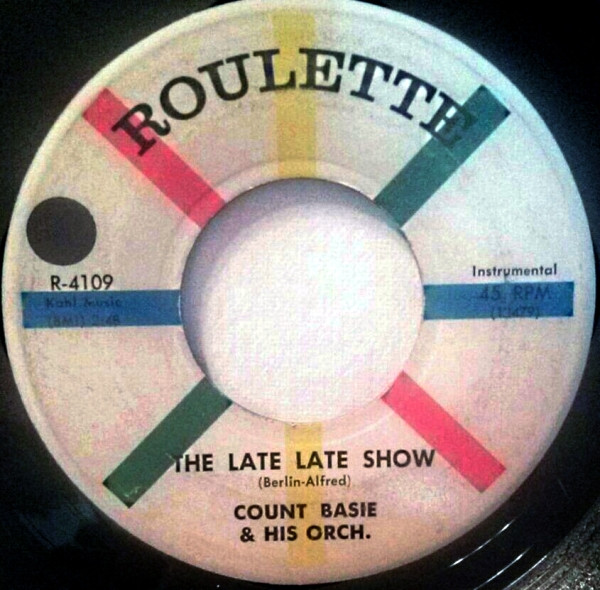 ROULETTE
R-4109
Kahl Music
(BMI) 2:48
Instrumental
45 RPM
(13479)
THE LATE LATE SHOW
(Berlin-Alfred)
COUNT BASIE
& HIS ORCH.